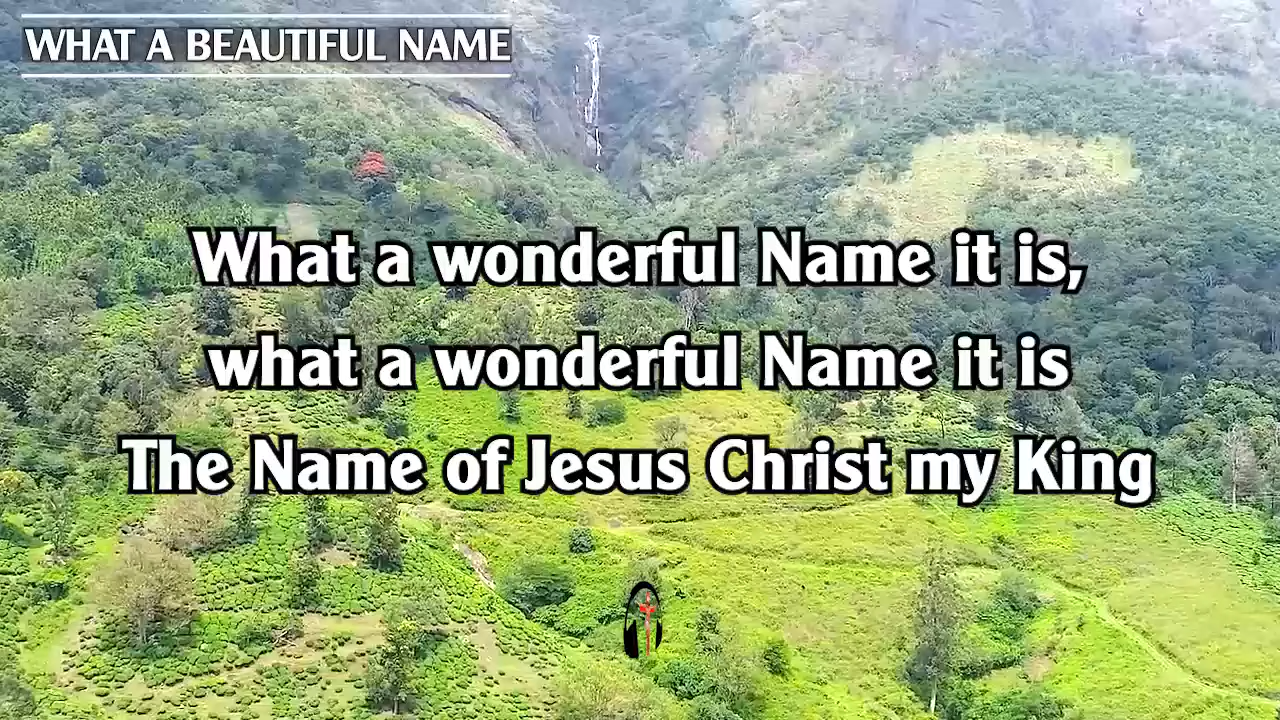 WHAT A BEAUTIFUL NAME
What a wonderful Name it is,
what a wonderful Name it is
The Name of Jesus Christ my King